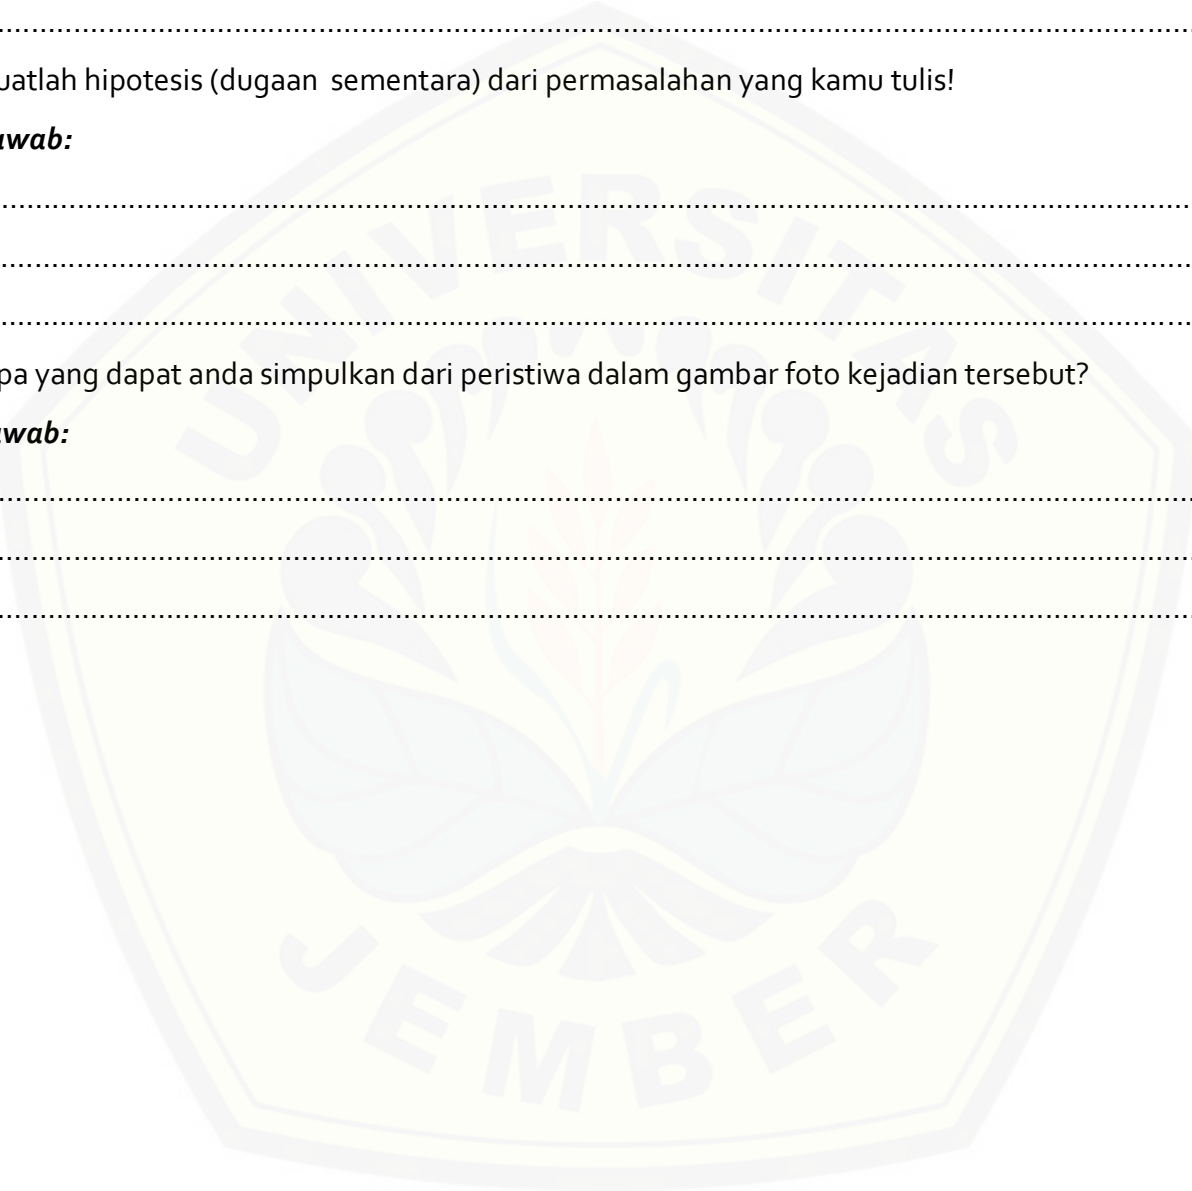 ................................................................................................................................
uatlah hipotesis (dugaan sementara) dari permasalahan yang kamu tulis!
awab:
................................................................................................................................
................................................................................................................................
................................................................................................................................
pa yang dapat anda simpulkan dari peristiwa dalam gambar foto kejadian tersebut?
awab:
................................................................................................................................
................................................................................................................................
................................................................................................................................
UNIVERSITAS
JEMBER